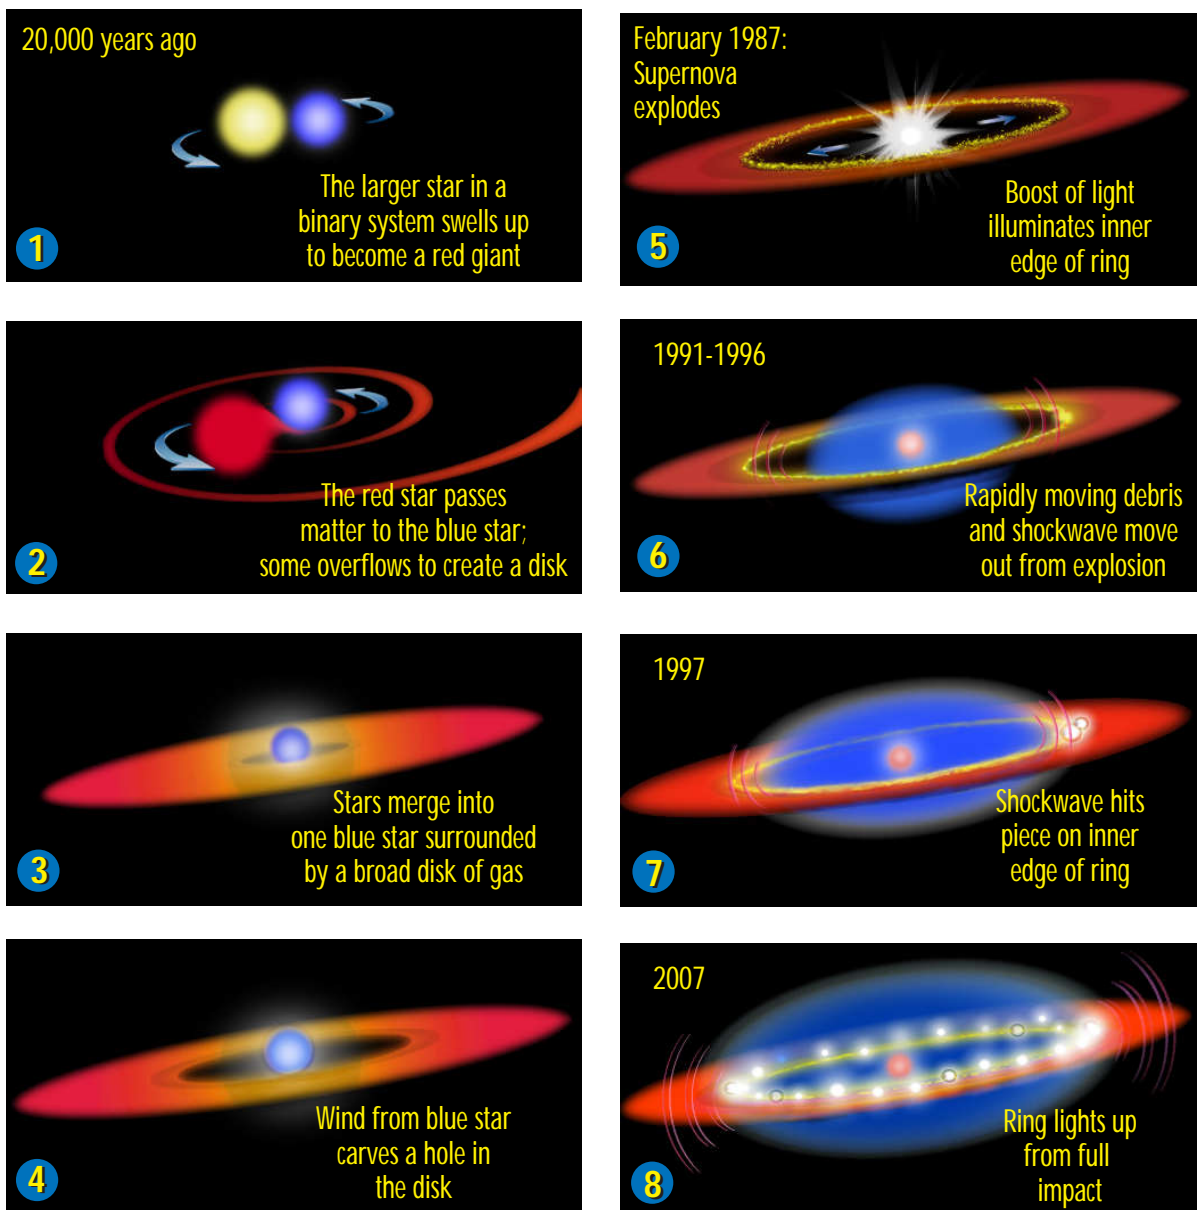 20,000 years ago
The larger star in a
binary system swells up
to become a red giant
1
The red star passes
matter to the blue star;
some overflows to create a disk
2
Stars merge into
one blue star surrounded
by a broad disk of gas
3
Wind from blue star
carves a hole in
the disk
4
February 1987:
Supernova
explodes
Boost of light
illuminates inner
edge of ring
5
1991-1996
Rapidly moving debris
and shockwave move
out from explosion
6
1997
Shockwave hits
piece on inner
edge of ring
7
2007
Ring lights up
from full
impact
8